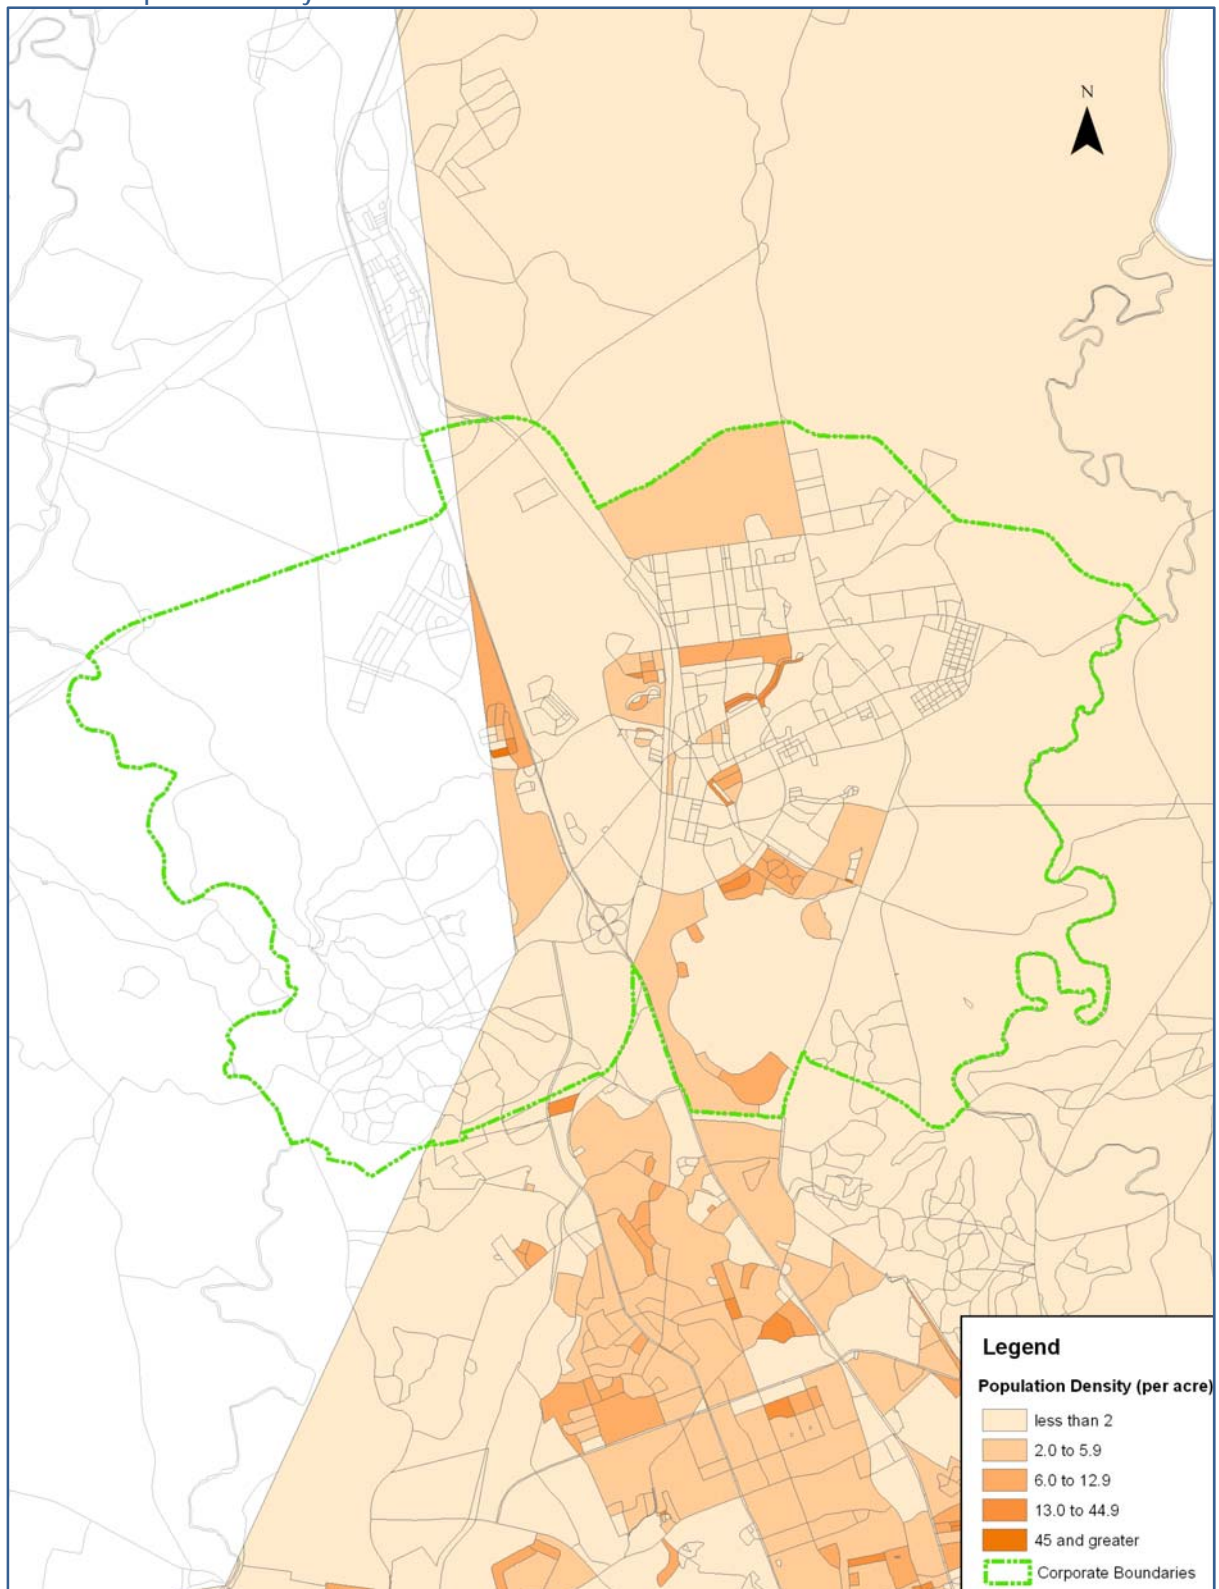 N
Legend
Population Density (per acre)
less than 2
2.0 to 5.9
6.0 to 12.9
13.0 to 44.9
45 and greater
Corporate Boundaries